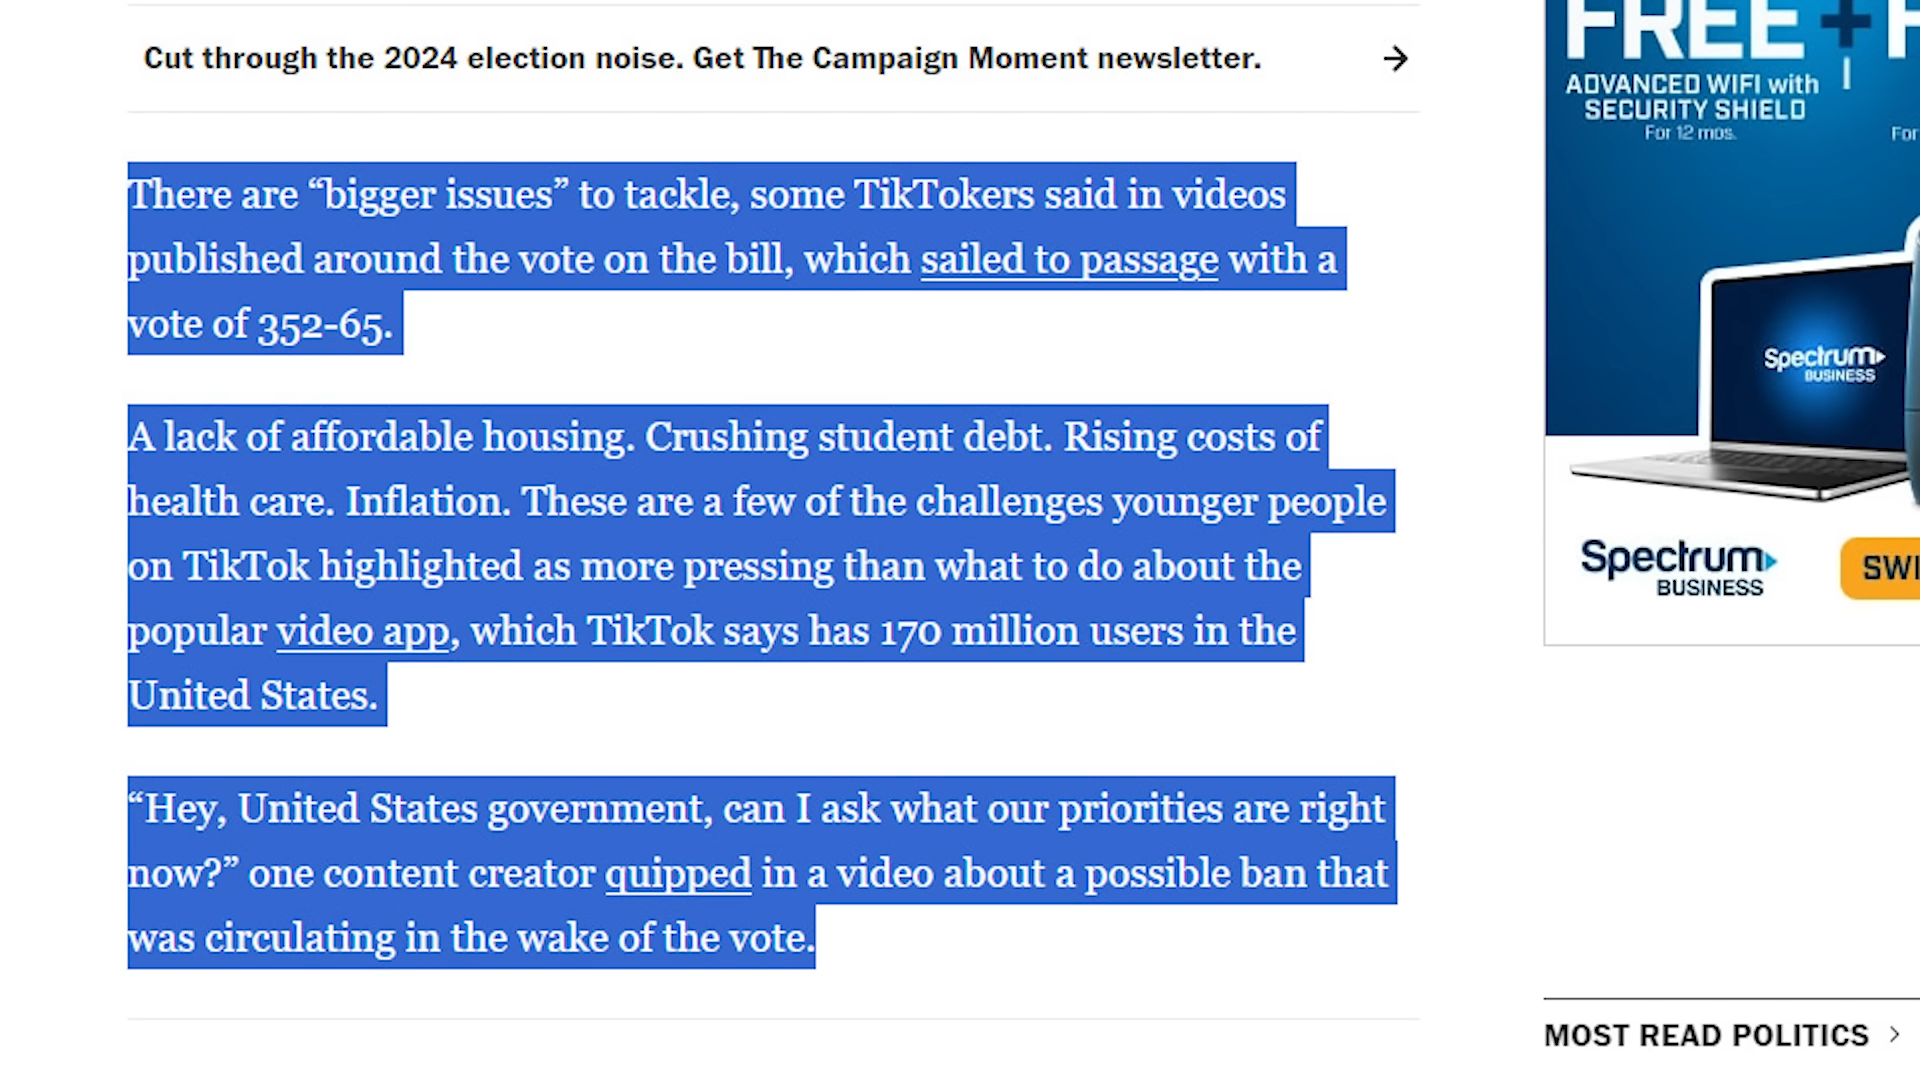 Cut through the 2024 election noise. Get The Campaign Moment newsletter.
There are “bigger issues” to tackle, some TikTokers said in videos
published around the vote on the bill, which sailed to passage with a
vote of 352-65.
A lack of affordable housing. Crushing student debt. Rising costs of
health care. Inflation. These are a few of the challenges younger people
on TikTok highlighted as more pressing than what to do about the
popular video app, which TikTok says has 170 million users in the
United States.
“Hey, United States government, can I ask what our priorities are right
now?” one content creator quipped in a video about a possible ban that
was circulating in the wake of the vote.
FREE +
ADVANCED WIFI with
SECURITY SHIELD
For 12 mos.
For
Spectrum
BUSINESS
Spectrum
BUSINESS
MOST READ POLITICS